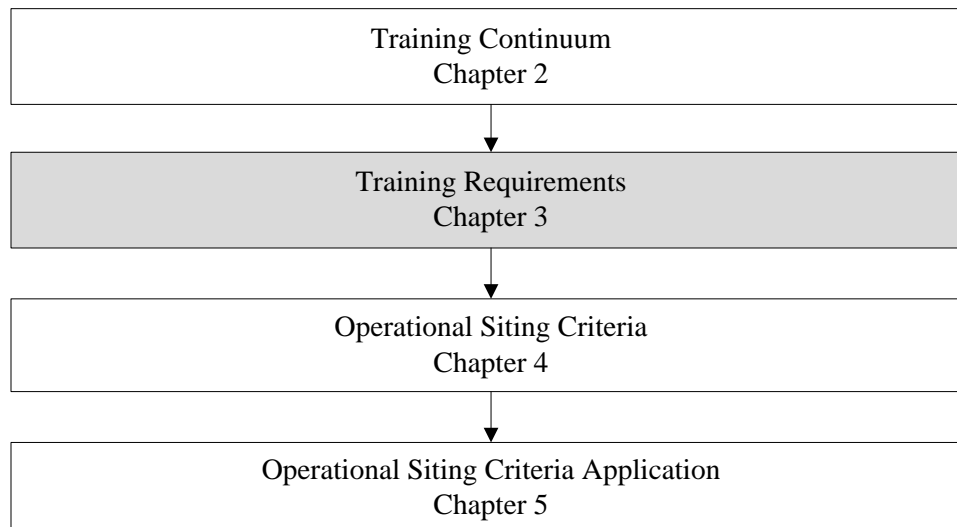 Training Continuum
Chapter 2
Training Requirements
Chapter 3
Operational Siting Criteria
Chapter 4
Operational Siting Criteria Application
Chapter 5